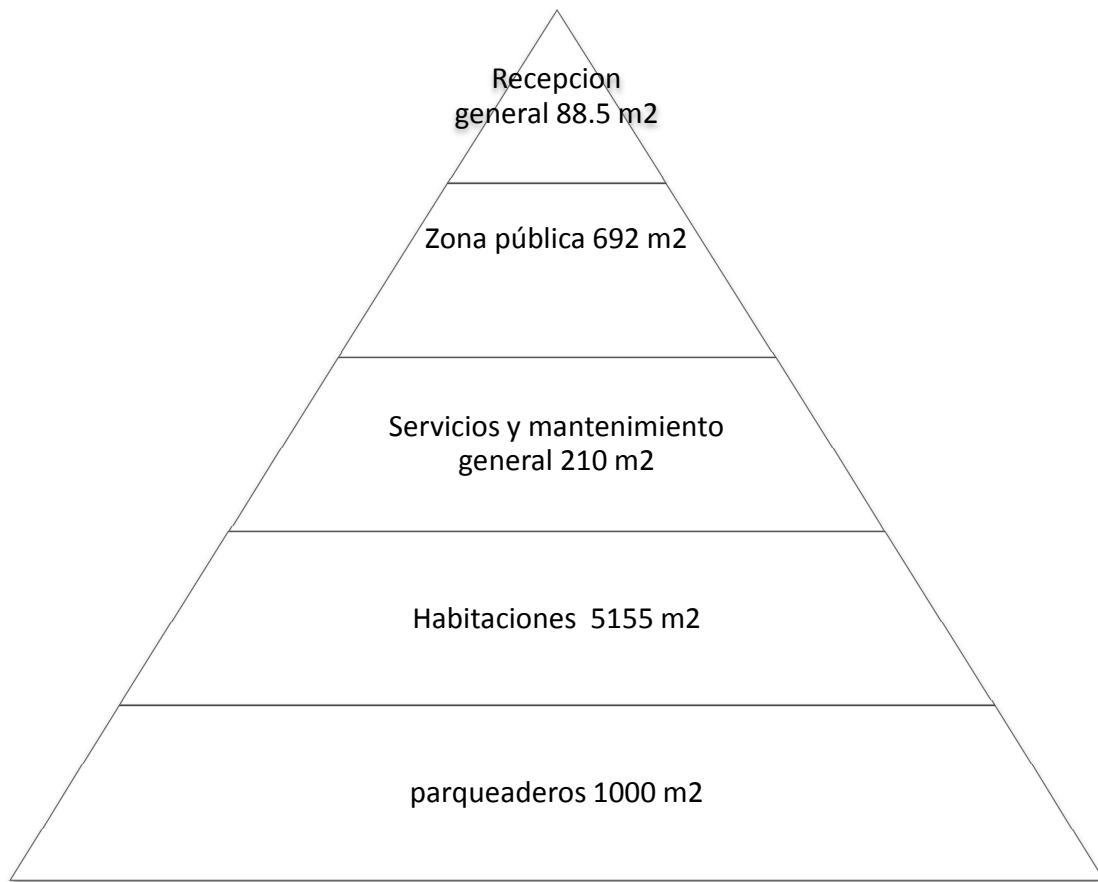 Recepcion
general 88.5 m2
Zona pública 692 m2
Servicios y mantenimiento
general 210 m2
Habitaciones  5155 m2
parqueaderos 1000 m2